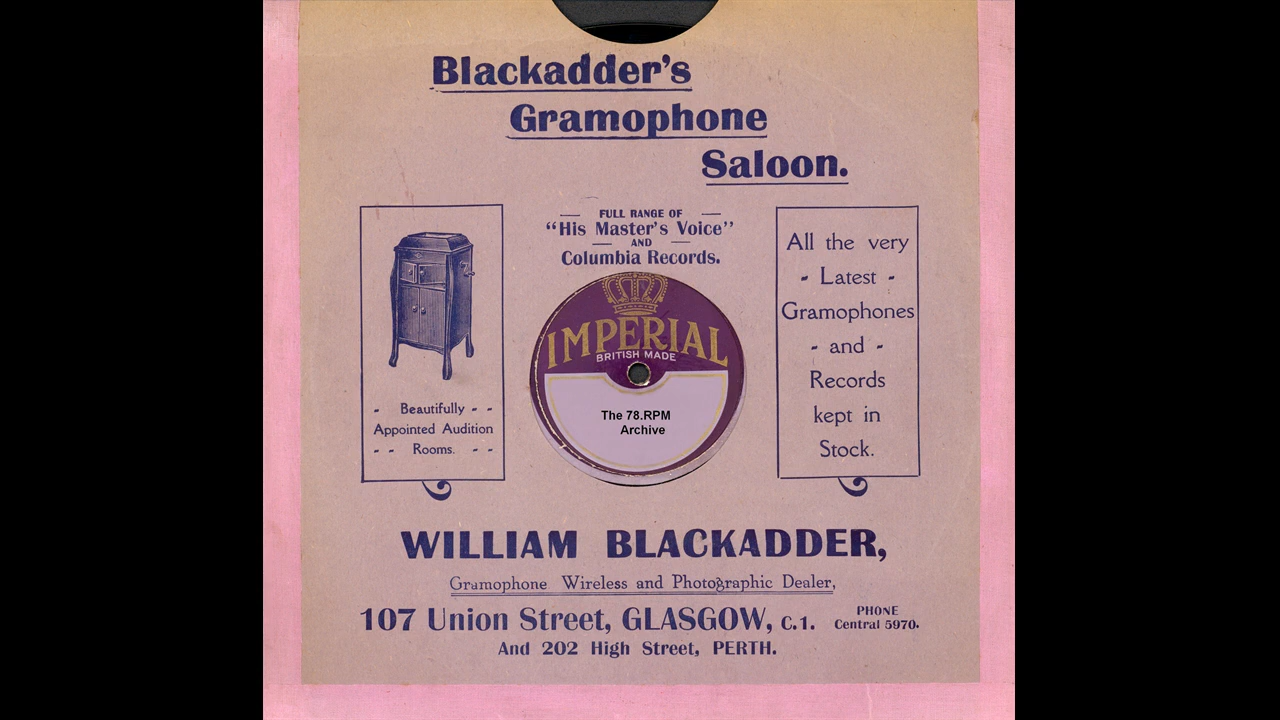 Blackadder's
Gramophone
Saloon.
FULL RANGE OF
"His Master's Voice"
AND
Columbia Records.
- Beautifully - -
Appointed Audition
- - Rooms. - -
IMPERIAL
BRITISH MADE
The 78.RPM
Archive
All the very
- Latest -
Gramophones
- and -
Records
kept in
Stock.
WILLIAM BLACKADDER,
Gramophone Wireless and Photographic Dealer,
107 Union Street, GLASGOW, C.1.
PHONE
Central 5970.
And 202 High Street, PERTH.